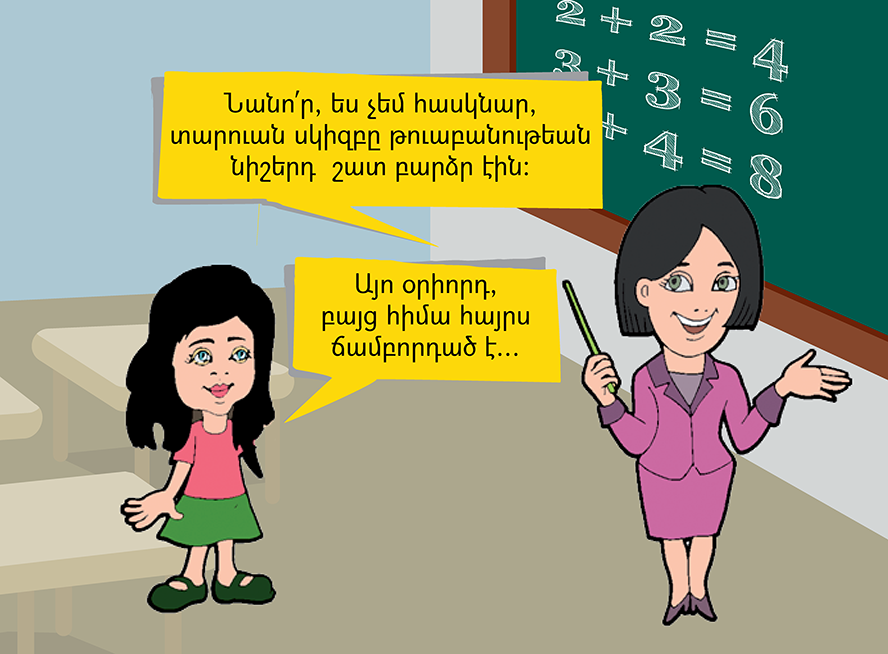 2 + 2 = 4
3 + 3 = 6
+ 4 = 8
Նանո՛ր, ես չեմ հասկնար,
տարուան սկիզբը թուաբանութեան
նիշերդ շատ բարձր էին:
Այո օրիորդ,
բայց հիմա հայրս
ճամբորդած է...